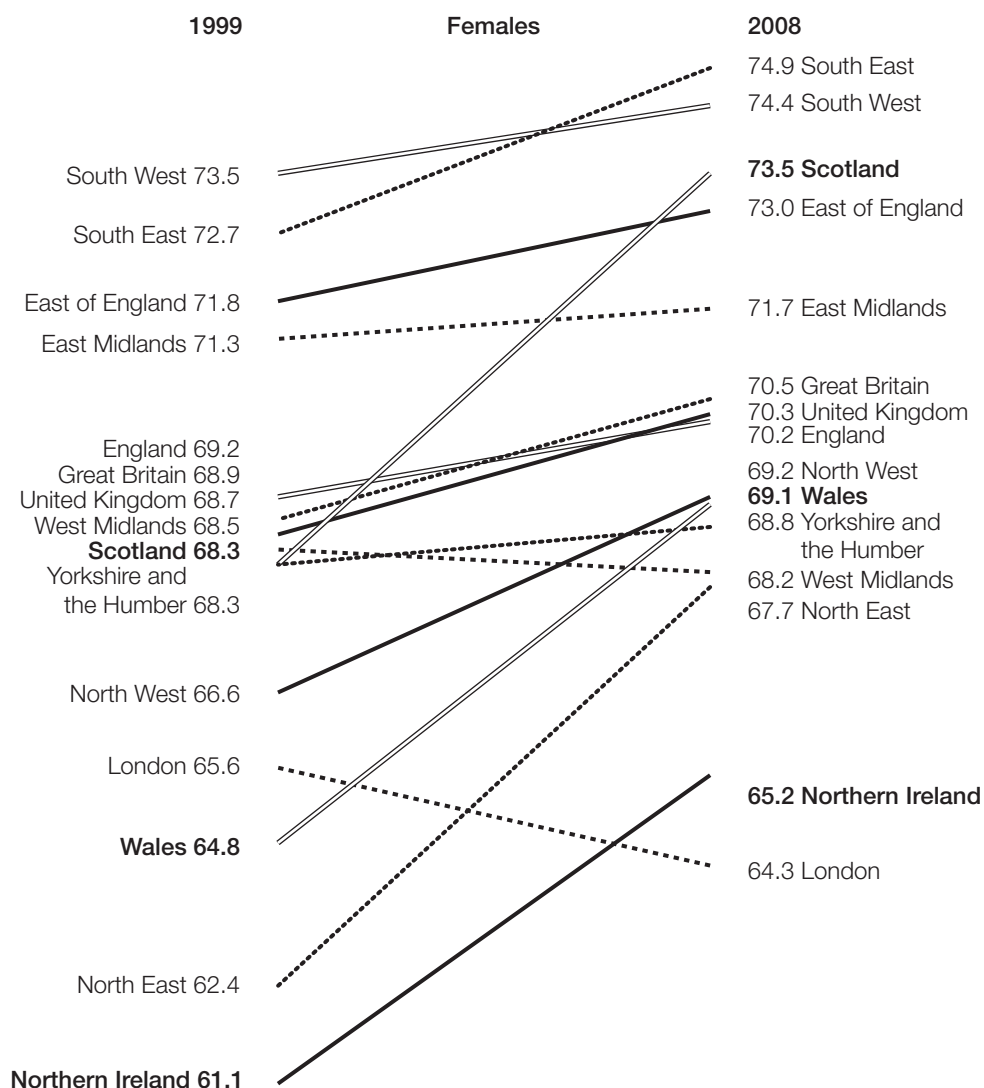 1999 Females 2008
74.9 South East
74.4 South West
South West 73.5
73.5 Scotland
73.0 East of England
South East 72.7
East of England 71.8
71.7 East Midlands
East Midlands 71.3
70.5 Great Britain
70.3 United Kingdom
70.2 England
England 69.2
Great Britain 68.9
United Kingdom 68.7
West Midlands 68.5
Scotland 68.3
Yorkshire and
the Humber 68.3
69.2 North West
69.1 Wales
68.8 Yorkshire and
the Humber
68.2 West Midlands
67.7 North East
North West 66.6
London 65.6
Wales 64.8
65.2 Northern Ireland
64.3 London
North East 62.4
Northern Ireland 61.1